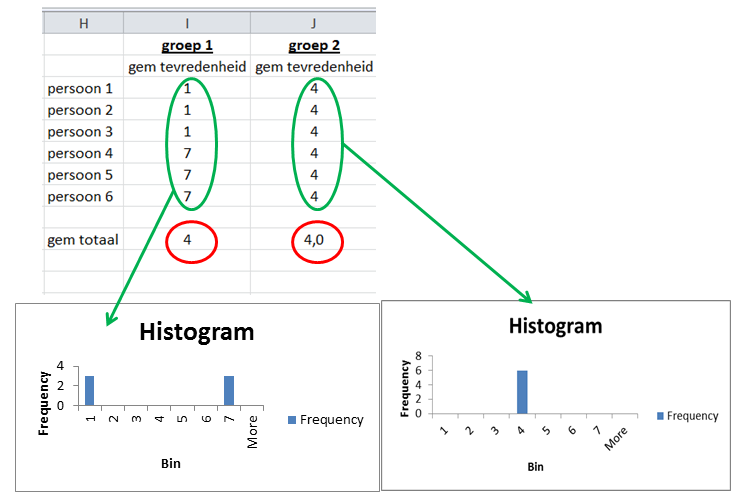 H I J
groep 1 groep 2
gem tevredenheid gem tevredenheid
persoon 1 1 4
persoon 2 1 4
persoon 3 1 4
persoon 4 7 4
persoon 5 7 4
persoon 6 7 4
gem totaal 4 4,0
Histogram
Frequency
4
2
0
1 2 3 4 5 6 7 More
Bin
Frequency
Histogram
Frequency
8
6
4
2
0
1 2 3 4 5 6 7 More
Bin
Frequency